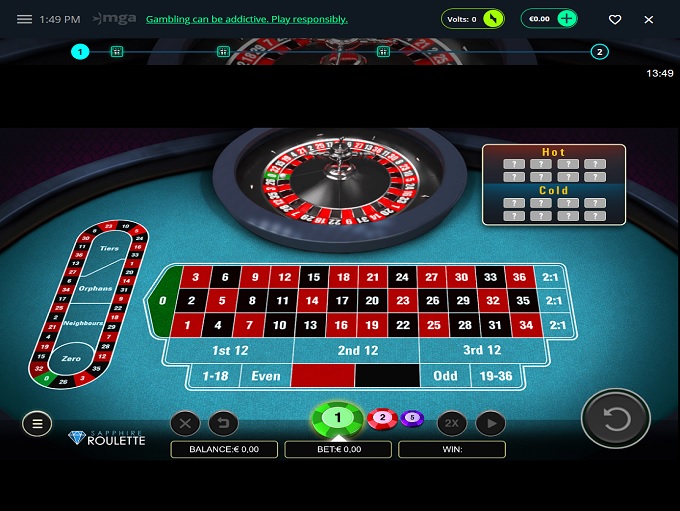 1:49 PM
mga
Gambling can be addictive. Play responsibly.
Volts: 0
€0.00
1
2
13:49
Hot
? ? ? ?
? ? ? ?
Cold
? ? ? ?
? ? ? ?
Tiers
Orphans
Neighbours
Zero
0
3 6 9 12 15 18 21 24 27 30 33 36 2:1
2 5 8 11 14 17 20 23 26 29 32 35 2:1
1 4 7 10 13 16 19 22 25 28 31 34 2:1
1st 12 2nd 12 3rd 12
1-18 Even Odd 19-36
SAPPHIRE
ROULETTE
1 2 5
2X
BALANCE:€ 0,00
BET:€ 0,00
WIN: